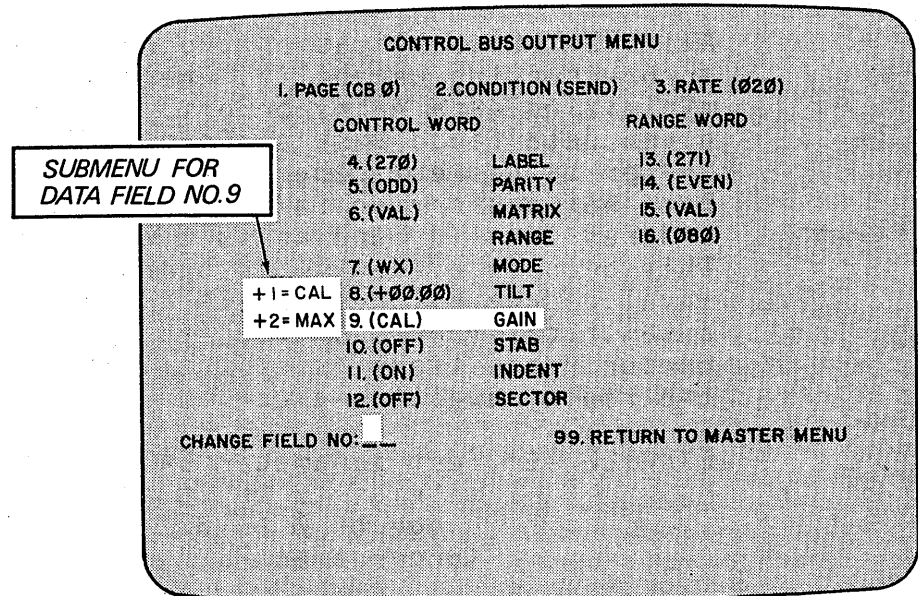 CONTROL BUS OUTPUT MENU
1. PAGE (CB Ø) 2.CONDITION (SEND) 3. RATE (Ø2Ø)
CONTROL WORD RANGE WORD
SUBMENU FOR
DATA FIELD NO.9
4. (27Ø) LABEL 13. (271)
5. (ODD) PARITY 14. (EVEN)
6. (VAL) MATRIX 15. (VAL)
RANGE 16. (Ø8Ø)
7. (WX) MODE
+1=CAL 8. (+ØØ.ØØ) TILT
+2=MAX 9. (CAL) GAIN
10. (OFF) STAB
11. (ON) INDENT
12. (OFF) SECTOR
CHANGE FIELD NO:__ 99. RETURN TO MASTER MENU